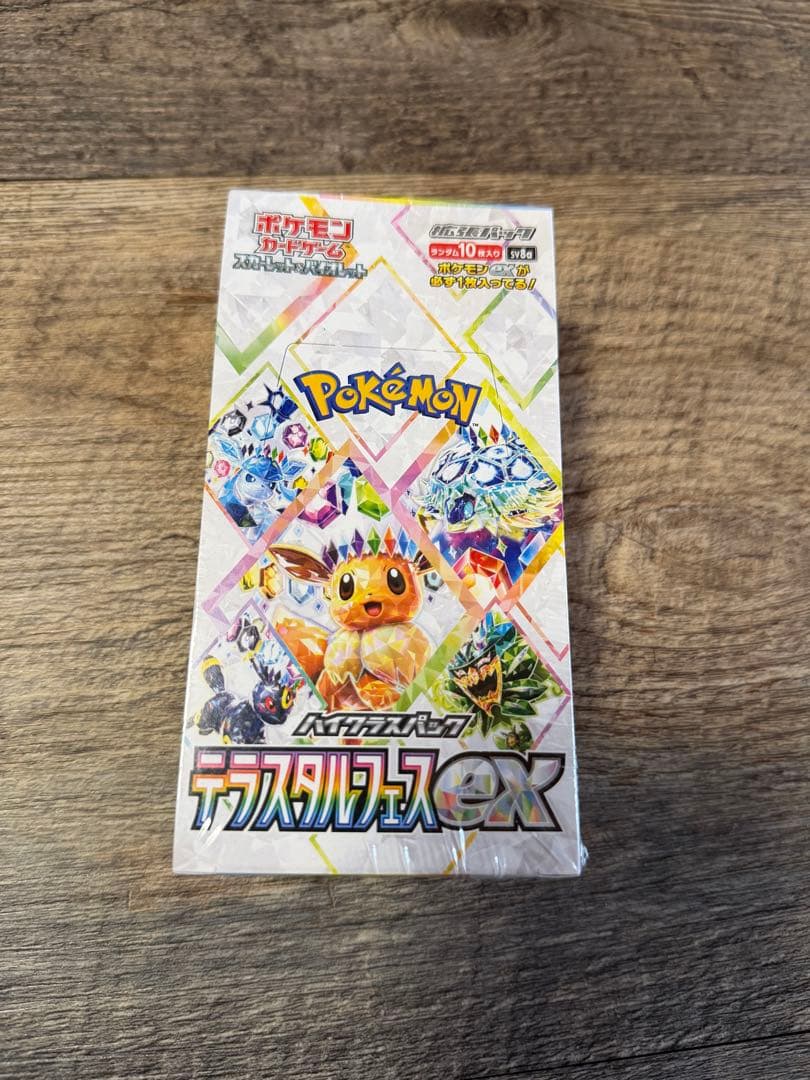 ポケモン
カードゲーム
スカーレット&バイオレット
拡張パック
ランダム10枚入り sv8a
ポケモンexが
必ず1枚入ってる!
POKéMON
TM
ハイクラスパック
テラスタル・フェスex